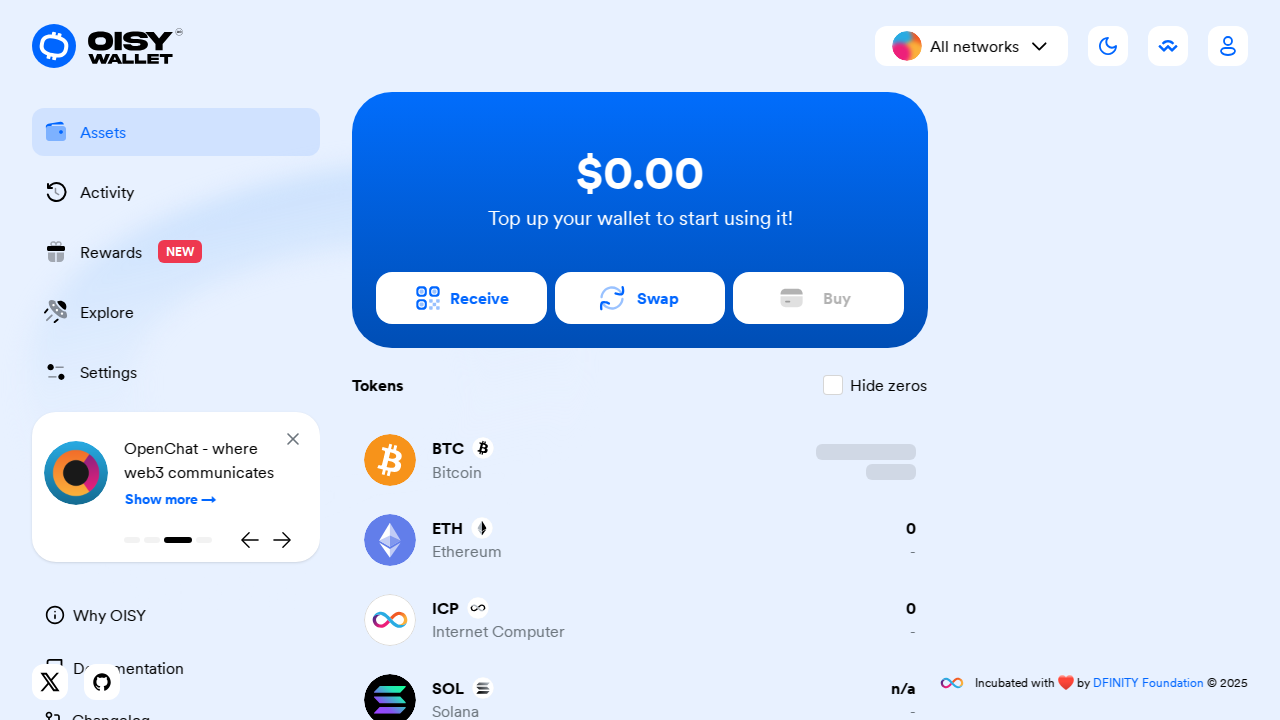 OISY
WALLET
All networks
Assets
Activity
Rewards NEW
Explore
Settings
OpenChat - where
web3 communicates
Show more →
Why OISY
Documentation
Changelog
$0.00
Top up your wallet to start using it!
Receive
Swap
Buy
Tokens
Hide zeros
BTC
Bitcoin
ETH
Ethereum
0
-
ICP
Internet Computer
0
-
SOL
Solana
n/a
-
Incubated with ❤️ by DFINITY Foundation © 2025